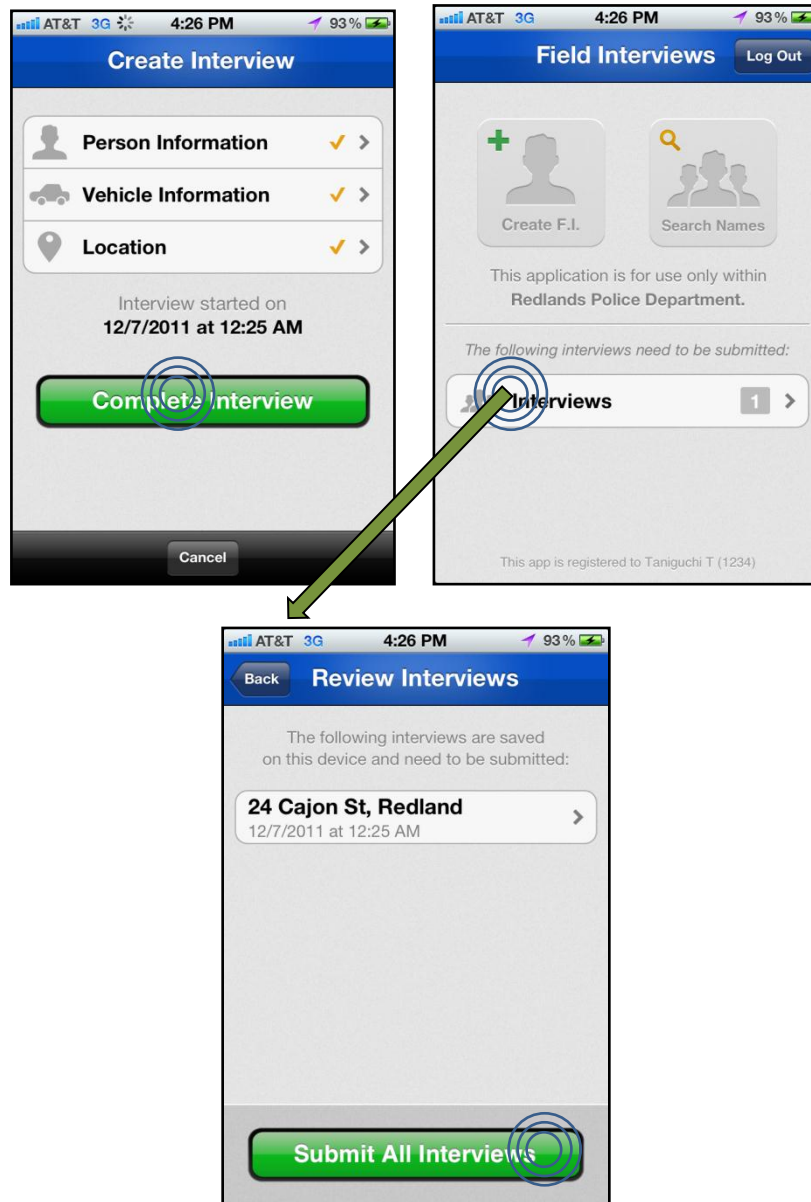 AT&T 3G 4:26 PM 93%
Create Interview
Person Information
Vehicle Information
Location
Interview started on
12/7/2011 at 12:25 AM
Complete Interview
Cancel
AT&T 3G 4:26 PM 93%
Field Interviews Log Out
Create F.I. Search Names
This application is for use only within
Redlands Police Department.
The following interviews need to be submitted:
Interviews 1
This app is registered to Taniguchi T (1234)
AT&T 3G 4:26 PM 93%
Back Review Interviews
The following interviews are saved
on this device and need to be submitted:
24 Cajon St, Redland
12/7/2011 at 12:25 AM
Submit All Interviews